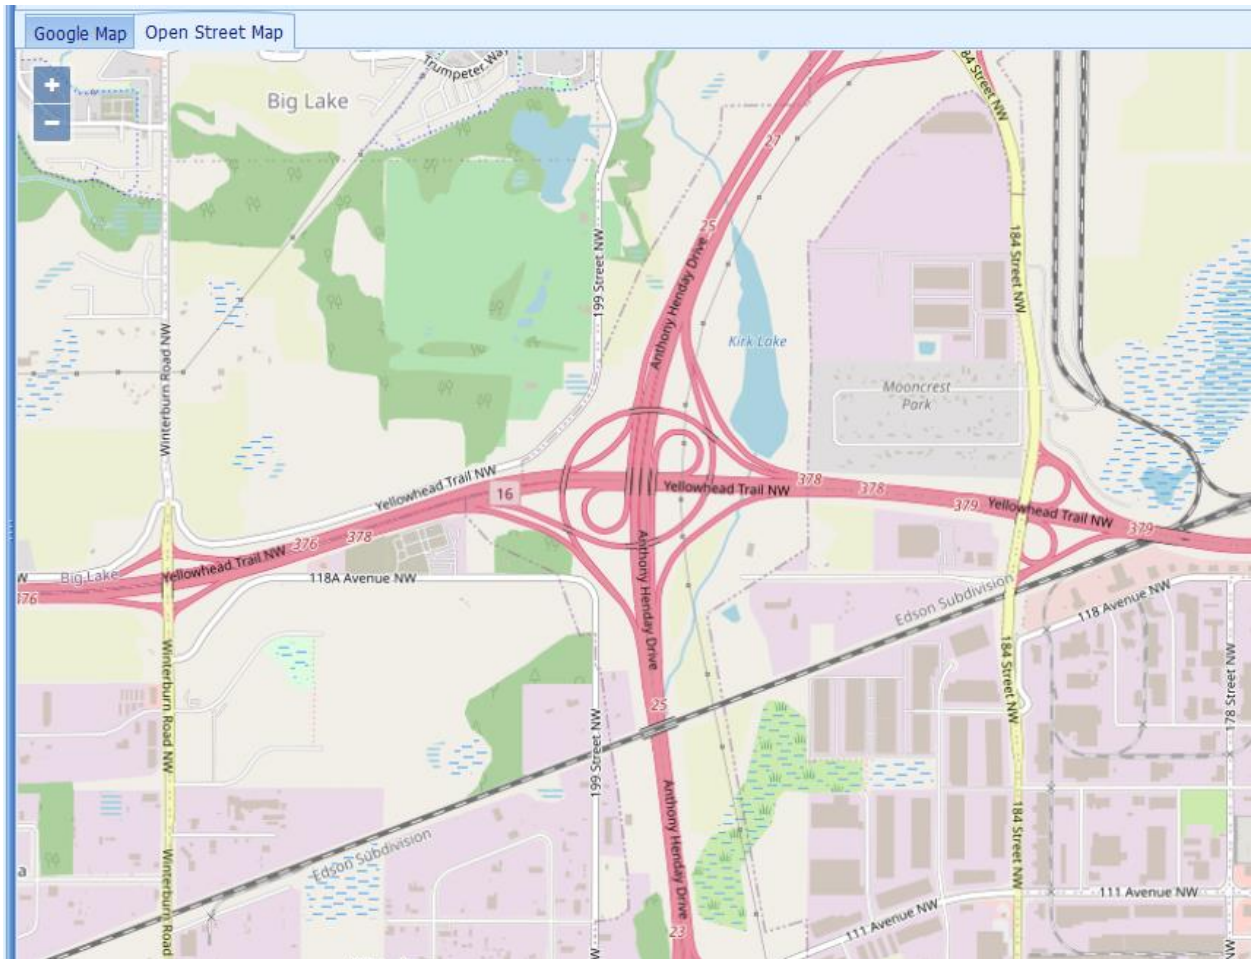 Google Map
Open Street Map
+
−
Trumpeter Way
Big Lake
84 Street NW
27
25
Anthony Henday Drive
199 Street NW
184 Street NW
Kirk Lake
Mooncrest
Park
Winterburn Road NW
Yellowhead Trail NW
16
Yellowhead Trail NW
378
378
379
Yellowhead Trail NW
379
376
378
Yellowhead Trail NW
Big Lake
W
376
118A Avenue NW
Anthony Henday Drive
Edson Subdivision
118 Avenue NW
Winterburn Road NW
184 Street NW
178 Street NW
25
199 Street NW
Anthony Henday Drive
Edson Subdivision
184 Street NW
Winterburn Road
a
111 Avenue NW
111 Avenue NW
23
W
NW